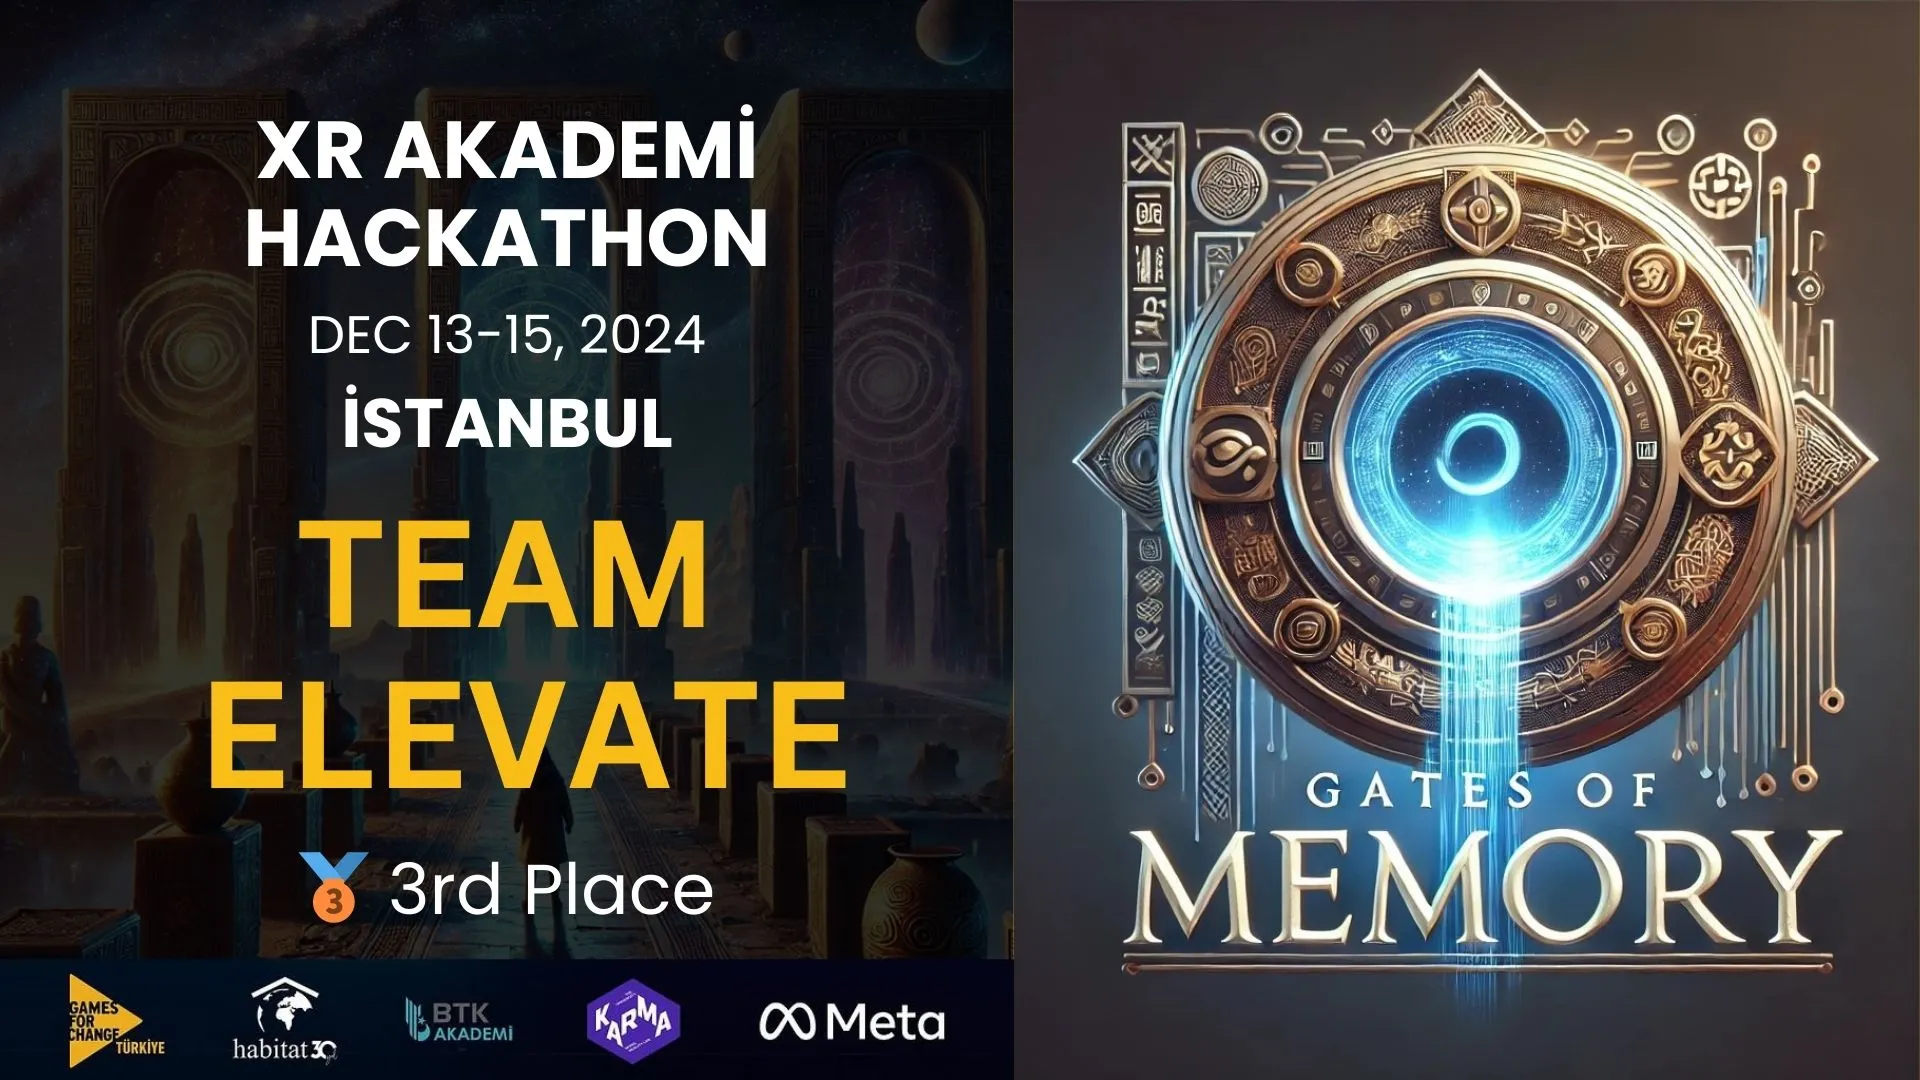 XR AKADEMİ
HACKATHON
DEC 13-15, 2024
İSTANBUL
TEAM
ELEVATE
3
3rd Place
GAMES
FOR
CHANGE
TÜRKİYE
habitat 30
BTK
AKADEMİ
KARMA
Meta
GATES OF
MEMORY